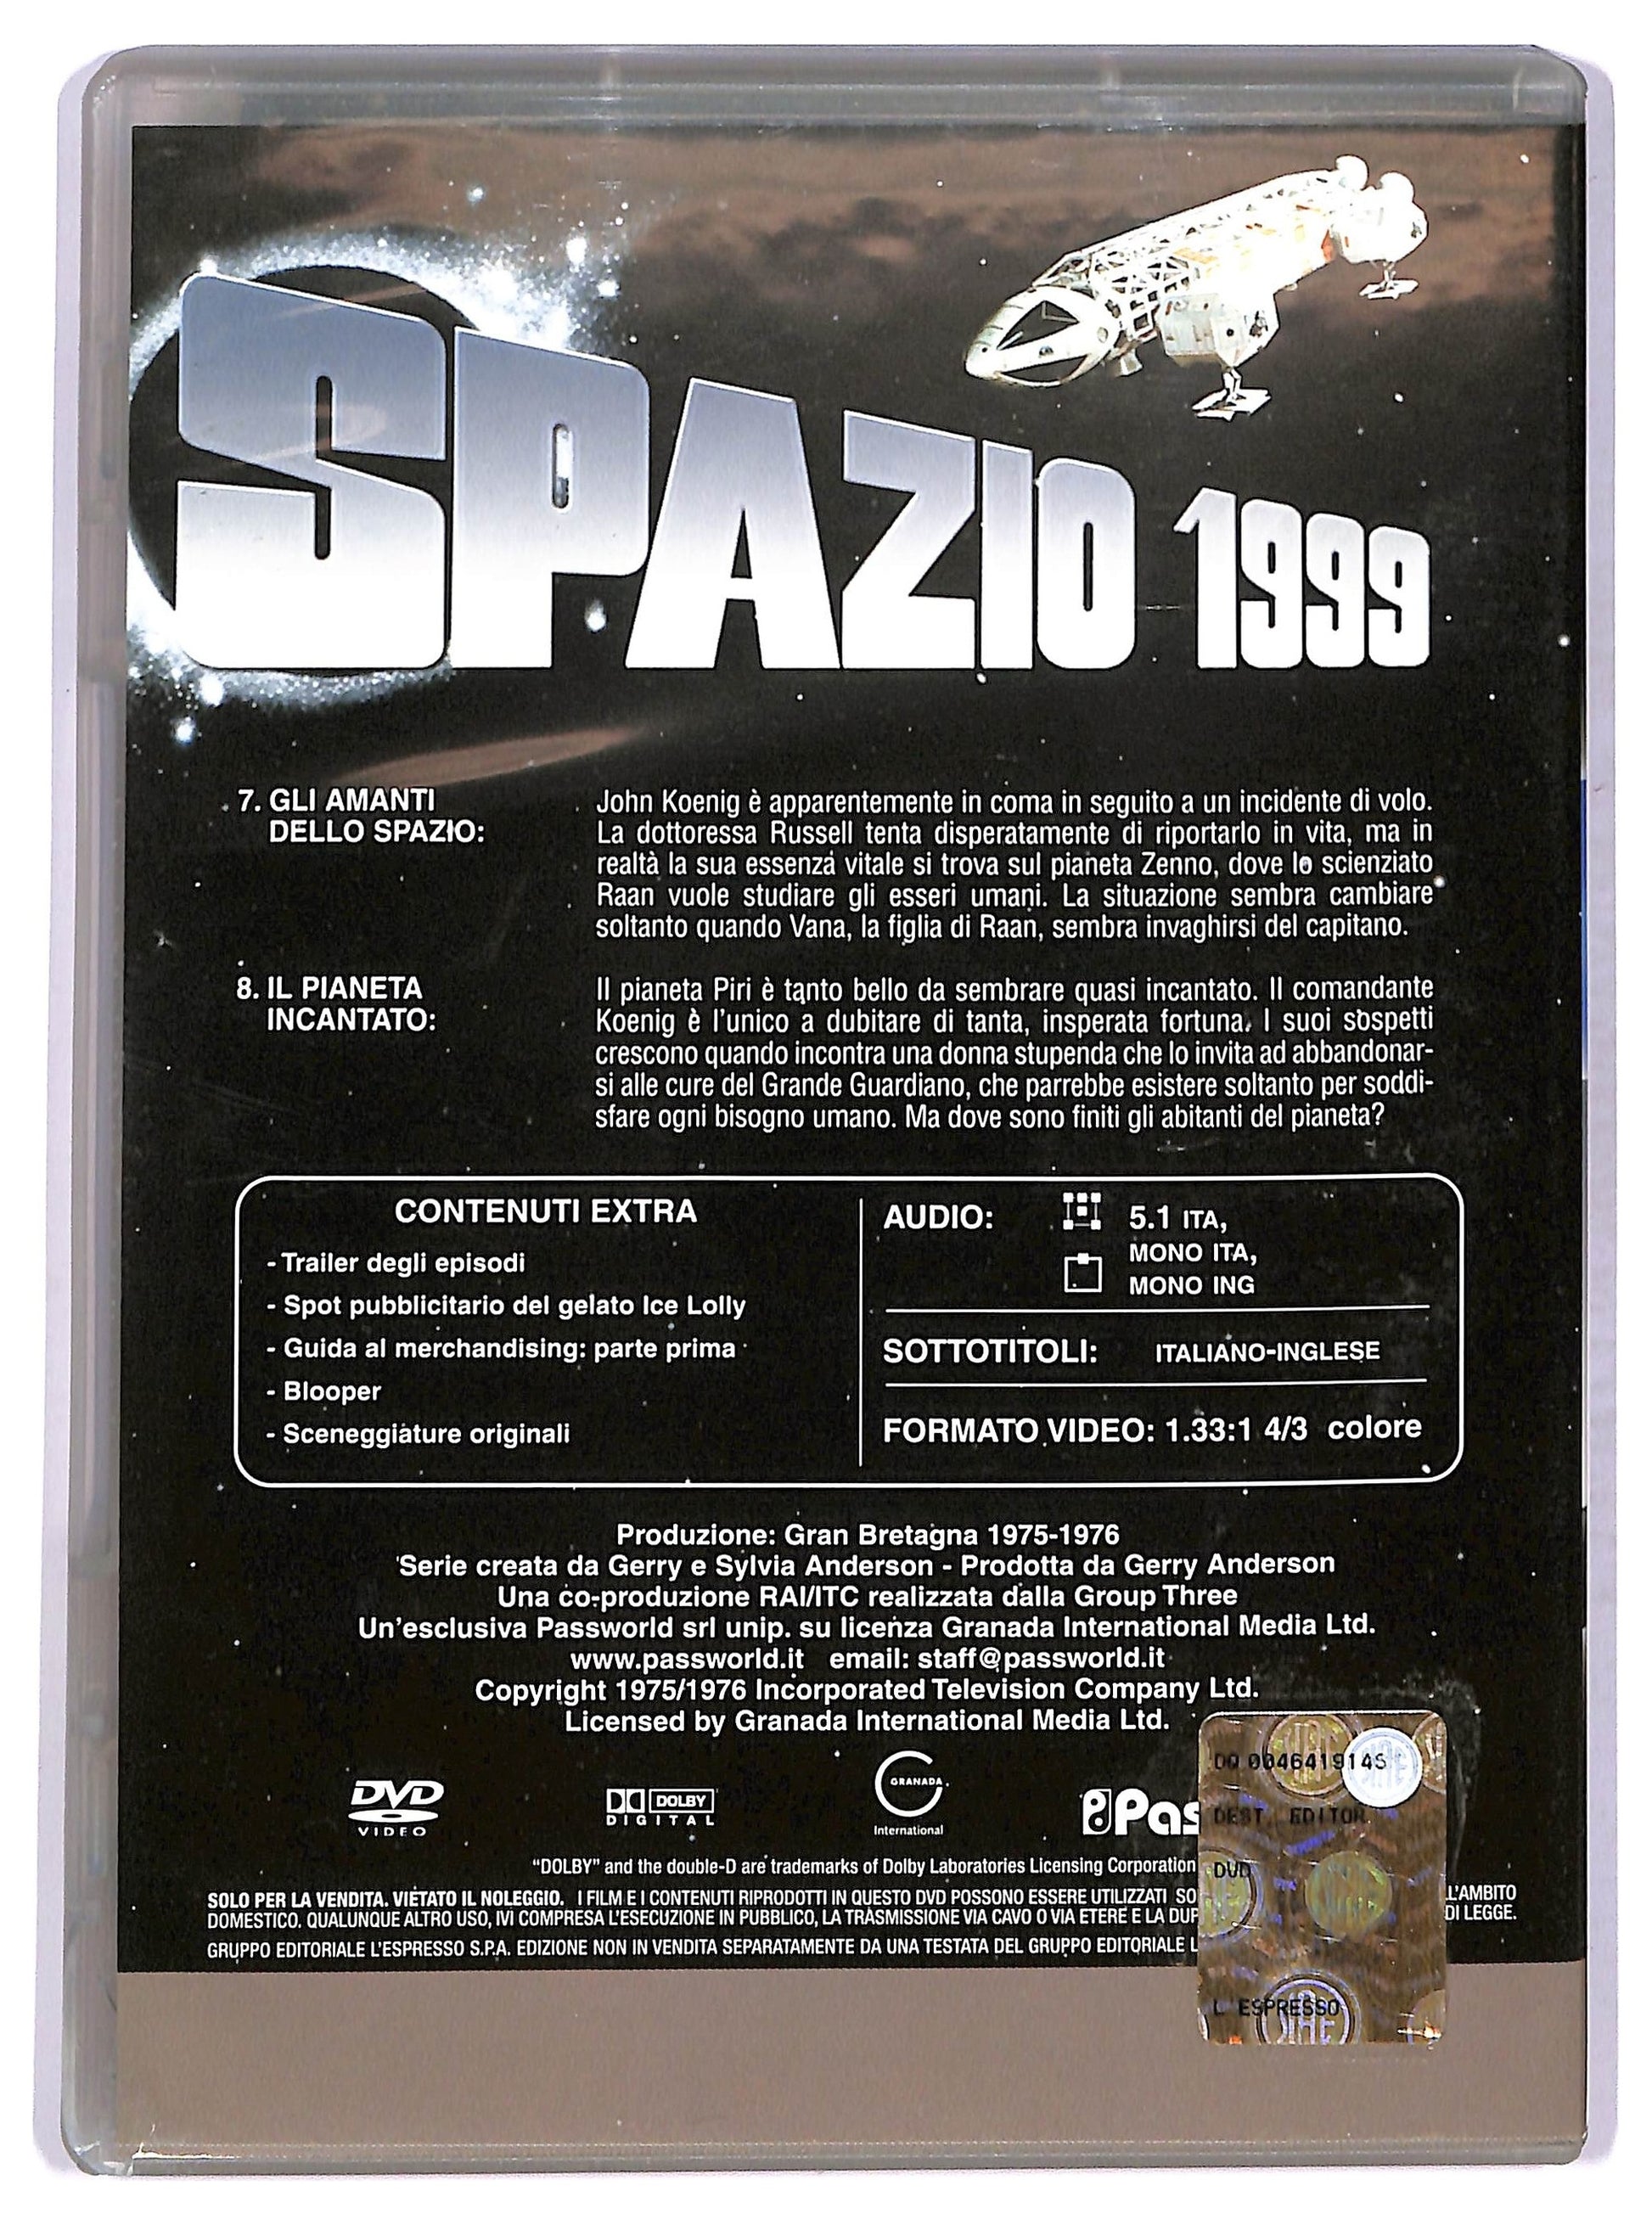 SPAZIO 1999
7. GLI AMANTI
DELLO SPAZIO:
John Koenig è apparentemente in coma in seguito a un incidente di volo.
La dottoressa Russell tenta disperatamente di riportarlo in vita, ma in
realtà la sua essenza vitale si trova sul pianeta Zenno, dove lo scienziato
Raan vuole studiare gli esseri umani. La situazione sembra cambiare
soltanto quando Vana, la figlia di Raan, sembra invaghirsi del capitano.
8. IL PIANETA
INCANTATO:
Il pianeta Piri è tanto bello da sembrare quasi incantato. Il comandante
Koenig è l'unico a dubitare di tanta, insperata fortuna. I suoi sospetti
crescono quando incontra una donna stupenda che lo invita ad abbandonar-
si alle cure del Grande Guardiano, che parrebbe esistere soltanto per soddi-
sfare ogni bisogno umano. Ma dove sono finiti gli abitanti del pianeta?
CONTENUTI EXTRA
- Trailer degli episodi
- Spot pubblicitario del gelato Ice Lolly
- Guida al merchandising: parte prima
- Blooper
- Sceneggiature originali
AUDIO: 5.1 ITA,
MONO ITA,
MONO ING
SOTTOTITOLI: ITALIANO-INGLESE
FORMATO VIDEO: 1.33:1 4/3 colore
Produzione: Gran Bretagna 1975-1976
Serie creata da Gerry e Sylvia Anderson - Prodotta da Gerry Anderson
Una co-produzione RAI/ITC realizzata dalla Group Three
Un'esclusiva Passworld srl unip. su licenza Granada International Media Ltd.
www.passworld.it email: staff@passworld.it
Copyright 1975/1976 Incorporated Television Company Ltd.
Licensed by Granada International Media Ltd.
DVD
VIDEO
DOLBY
DIGITAL
GRANADA
International
Pas
DO 004641914S
DEST. EDITOR.
DVD
L'ESPRESSO
SIAE
"DOLBY" and the double-D are trademarks of Dolby Laboratories Licensing Corporation
SOLO PER LA VENDITA. VIETATO IL NOLEGGIO. I FILM E I CONTENUTI RIPRODOTTI IN QUESTO DVD POSSONO ESSERE UTILIZZATI SO LL'AMBITO
DOMESTICO. QUALUNQUE ALTRO USO, IVI COMPRESA L'ESECUZIONE IN PUBBLICO, LA TRASMISSIONE VIA CAVO O VIA ETERE E LA DUP DI LEGGE.
GRUPPO EDITORIALE L'ESPRESSO S.P.A. EDIZIONE NON IN VENDITA SEPARATAMENTE DA UNA TESTATA DEL GRUPPO EDITORIALE L